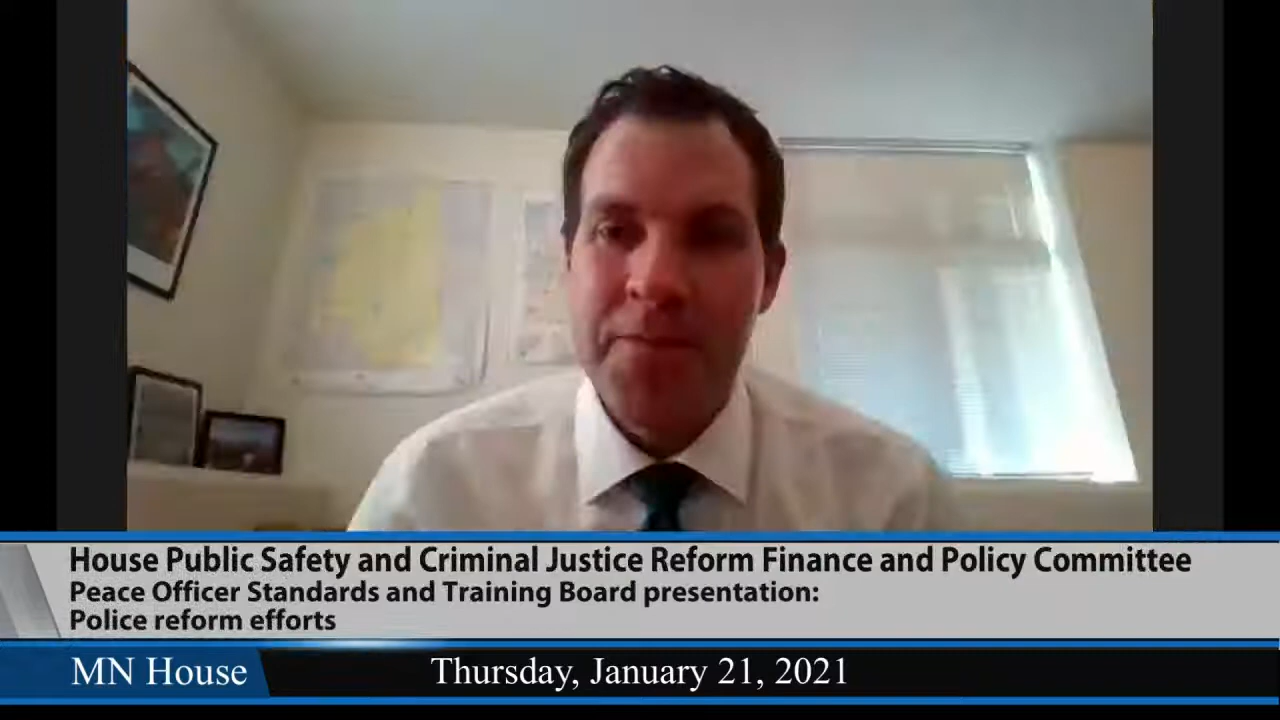 House Public Safety and Criminal Justice Reform Finance and Policy Committee
Peace Officer Standards and Training Board presentation:
Police reform efforts
MN House
Thursday, January 21, 2021